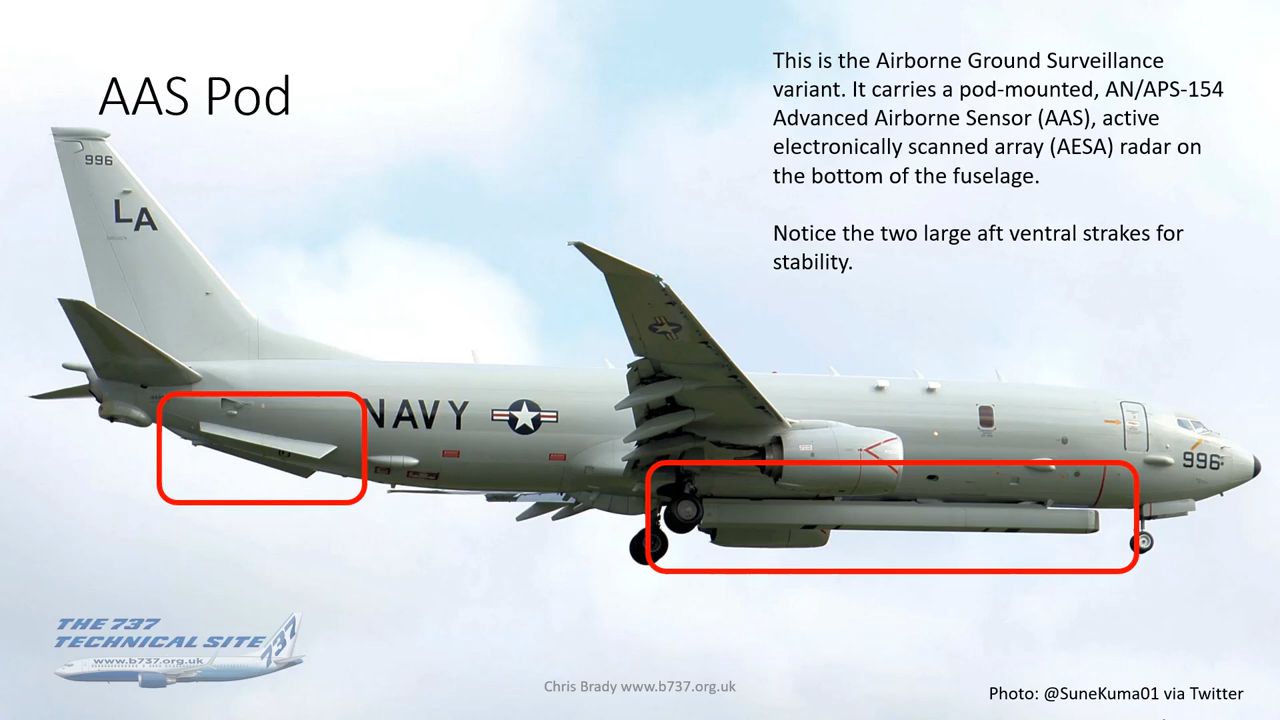 AAS Pod
This is the Airborne Ground Surveillance
variant. It carries a pod-mounted, AN/APS-154
Advanced Airborne Sensor (AAS), active
electronically scanned array (AESA) radar on
the bottom of the fuselage.
Notice the two large aft ventral strakes for
stability.
996
LA
NAVY
996
THE 737
TECHNICAL SITE
737
www.b737.org.uk
Chris Brady www.b737.org.uk
Photo: @SuneKuma01 via Twitter